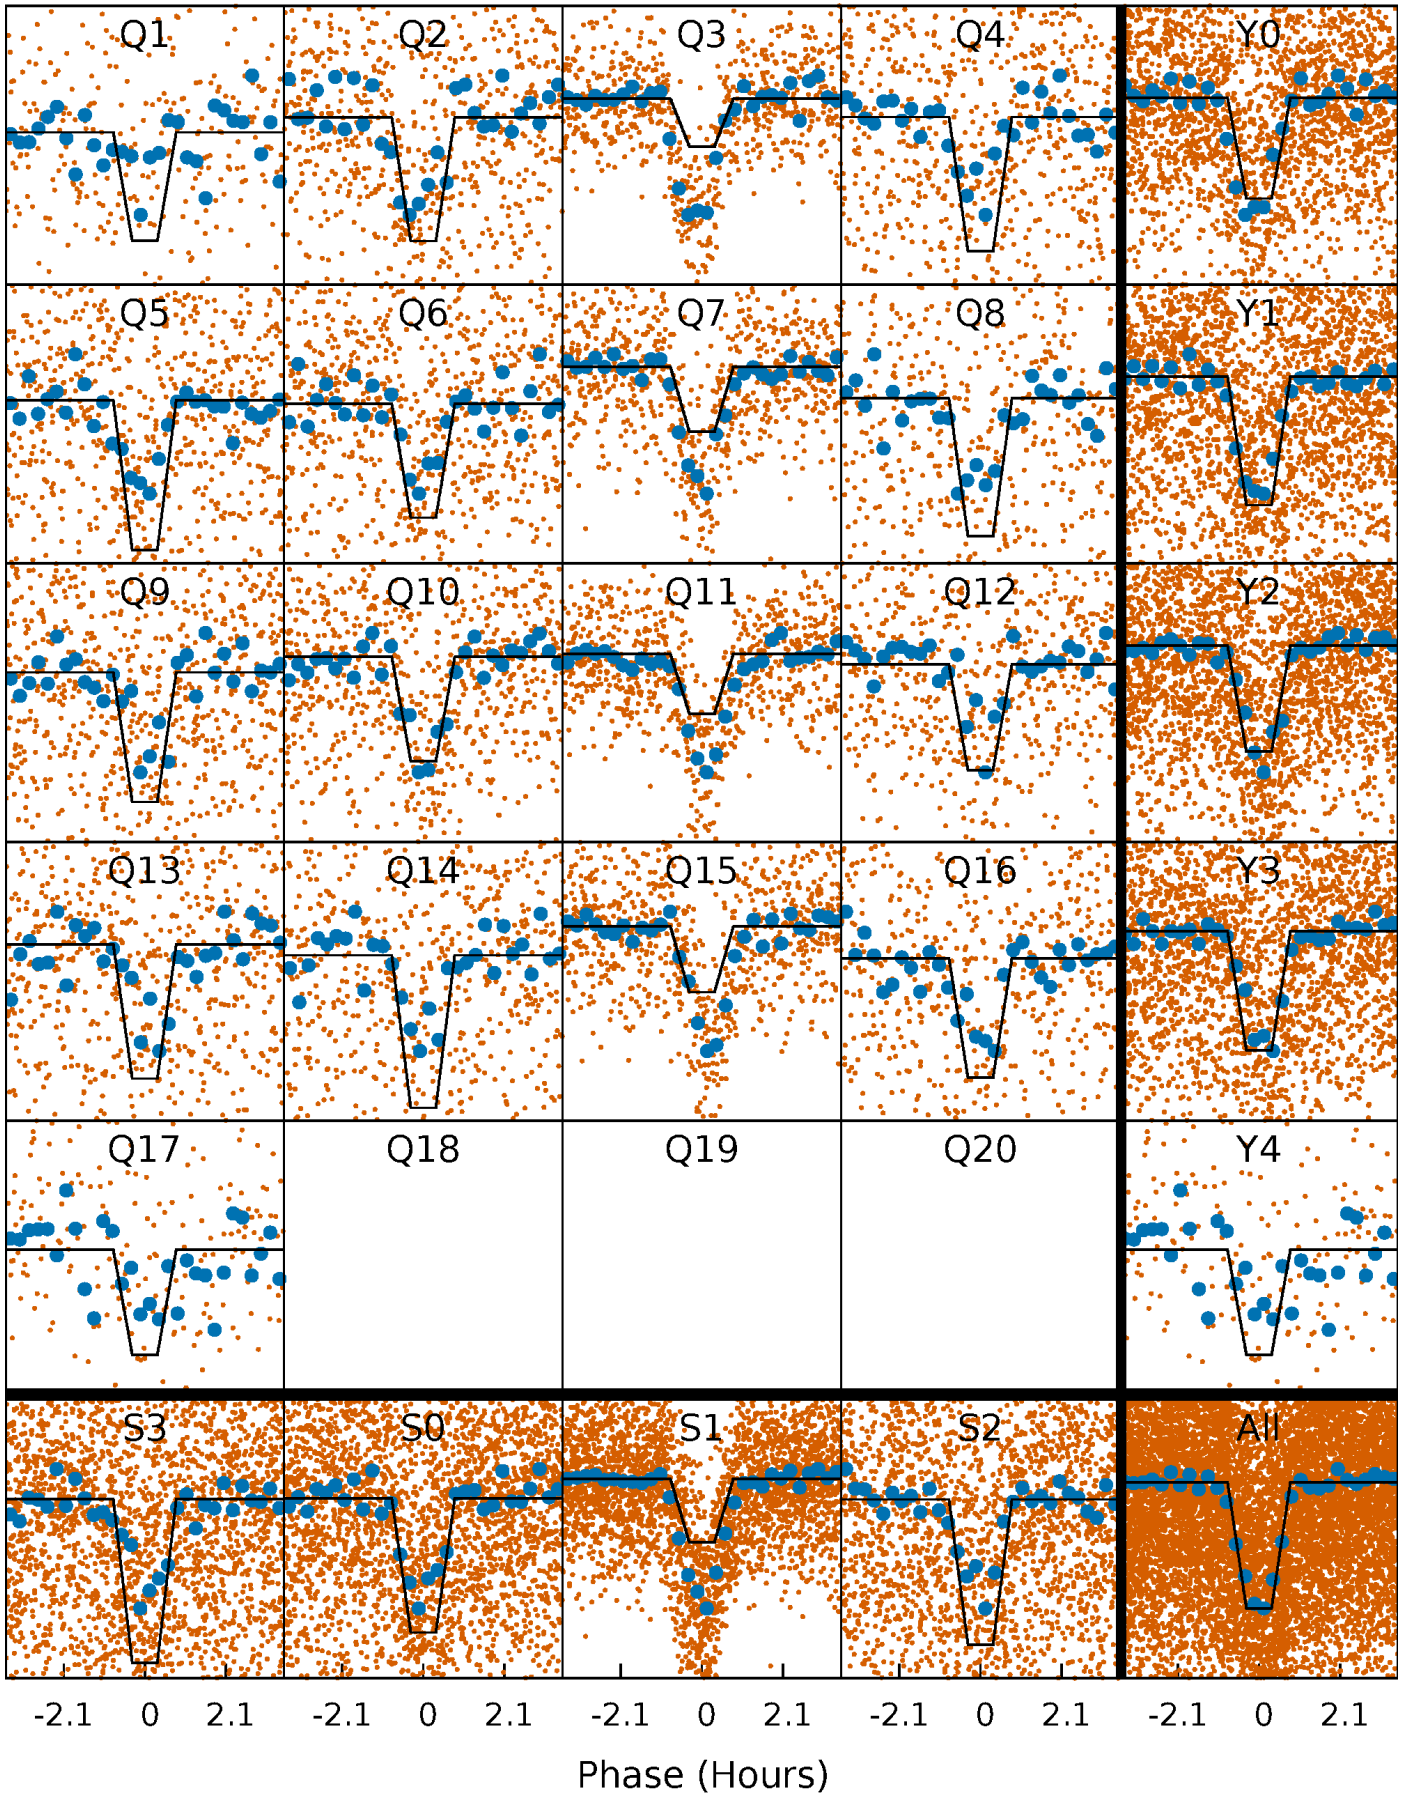 Q1 Q2 Q3 Q4 Y0
Q5 Q6 Q7 Q8 Y1
Q9 Q10 Q11 Q12 Y2
Q13 Q14 Q15 Q16 Y3
Q17 Q18 Q19 Q20 Y4
S3 S0 S1 S2 All
-2.1 0 2.1 -2.1 0 2.1 -2.1 0 2.1 -2.1 0 2.1 -2.1 0 2.1
Phase (Hours)